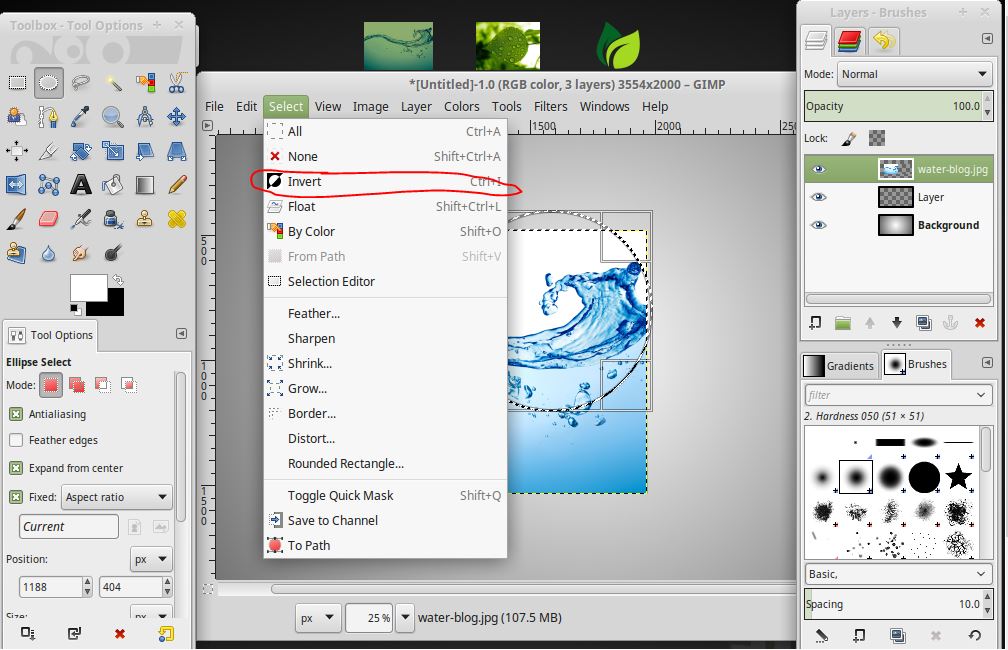 Toolbox - Tool Options
Tool Options
Ellipse Select
Mode:
Antialiasing
Feather edges
Expand from center
Fixed: Aspect ratio
Current
Position: px
1188 404
Size: px
*[Untitled]-1.0 (RGB color, 3 layers) 3554x2000 – GIMP
File Edit Select View Image Layer Colors Tools Filters Windows Help
1500 2000 250
500
1000
1500
All Ctrl+A
None Shift+Ctrl+A
Invert Ctrl+I
Float Shift+Ctrl+L
By Color Shift+O
From Path Shift+V
Selection Editor
Feather...
Sharpen
Shrink...
Grow...
Border...
Distort...
Rounded Rectangle...
Toggle Quick Mask Shift+Q
Save to Channel
To Path
px 25 % water-blog.jpg (107.5 MB)
Layers - Brushes
Mode: Normal
Opacity 100.0
Lock:
water-blog.jpg
Layer
Background
Gradients Brushes
filter
2. Hardness 050 (51 × 51)
Basic,
Spacing 10.0